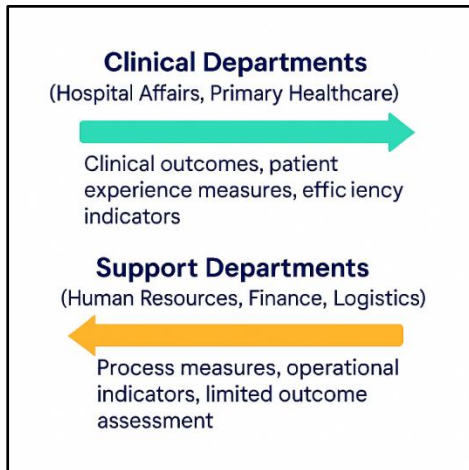 Clinical Departments
(Hospital Affairs, Primary Healthcare)
Clinical outcomes, patient
experience measures, effic iency
indicators
Support Departments
(Human Resources, Finance, Logistics)
Process measures, operational
indicators, limited outcome
assessment